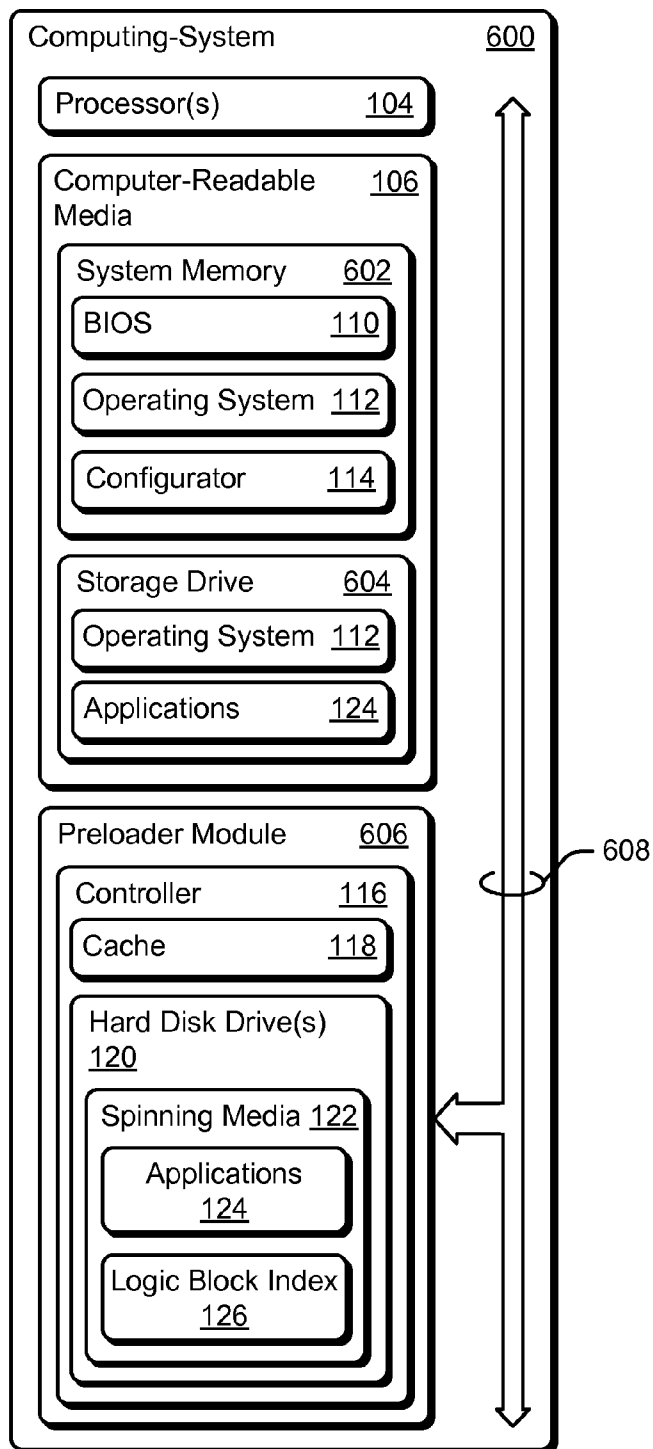 Computing-System 600
Processor(s) 104
Computer-Readable 106
Media
System Memory 602
BIOS 110
Operating System 112
Configurator 114
Storage Drive 604
Operating System 112
Applications 124
Preloader Module 606
608
Controller 116
Cache 118
Hard Disk Drive(s)
120
Spinning Media 122
Applications
124
Logic Block Index
126